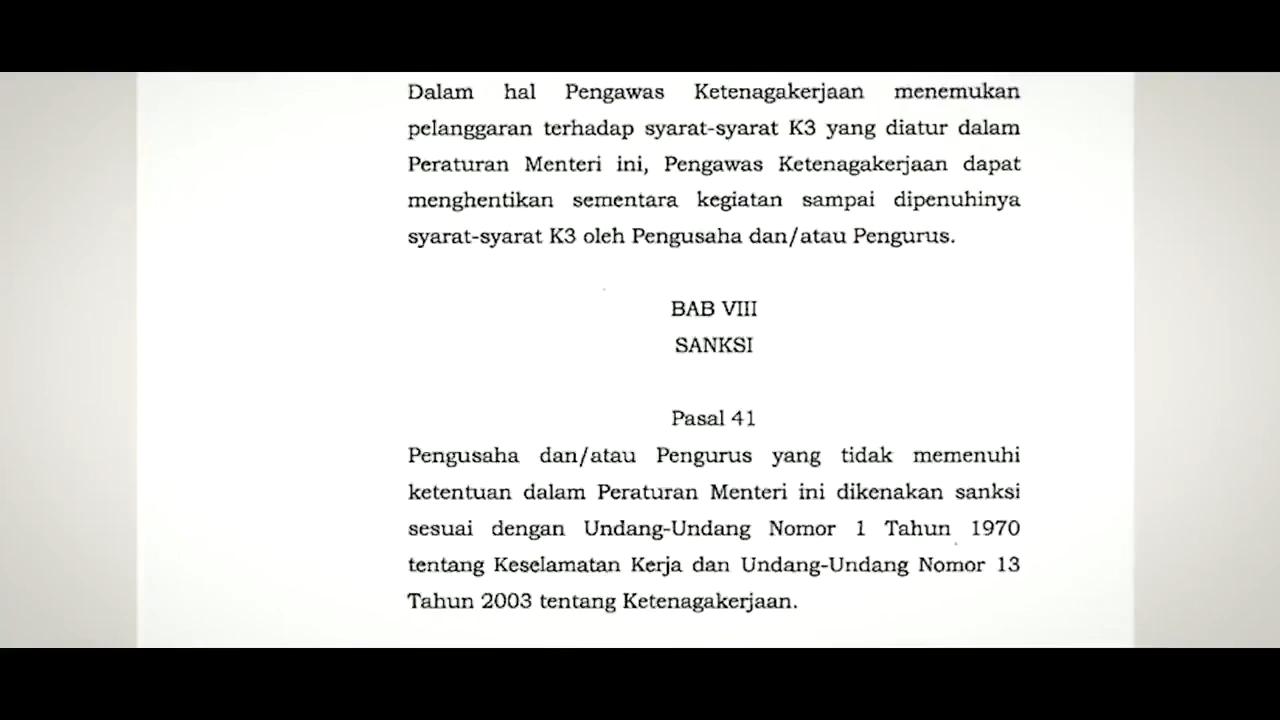 Dalam hal Pengawas Ketenagakerjaan menemukan
pelanggaran terhadap syarat-syarat K3 yang diatur dalam
Peraturan Menteri ini, Pengawas Ketenagakerjaan dapat
menghentikan sementara kegiatan sampai dipenuhinya
syarat-syarat K3 oleh Pengusaha dan/atau Pengurus.
BAB VIII
SANKSI
Pasal 41
Pengusaha dan/atau Pengurus yang tidak memenuhi
ketentuan dalam Peraturan Menteri ini dikenakan sanksi
sesuai dengan Undang-Undang Nomor 1 Tahun 1970
tentang Keselamatan Kerja dan Undang-Undang Nomor 13
Tahun 2003 tentang Ketenagakerjaan.